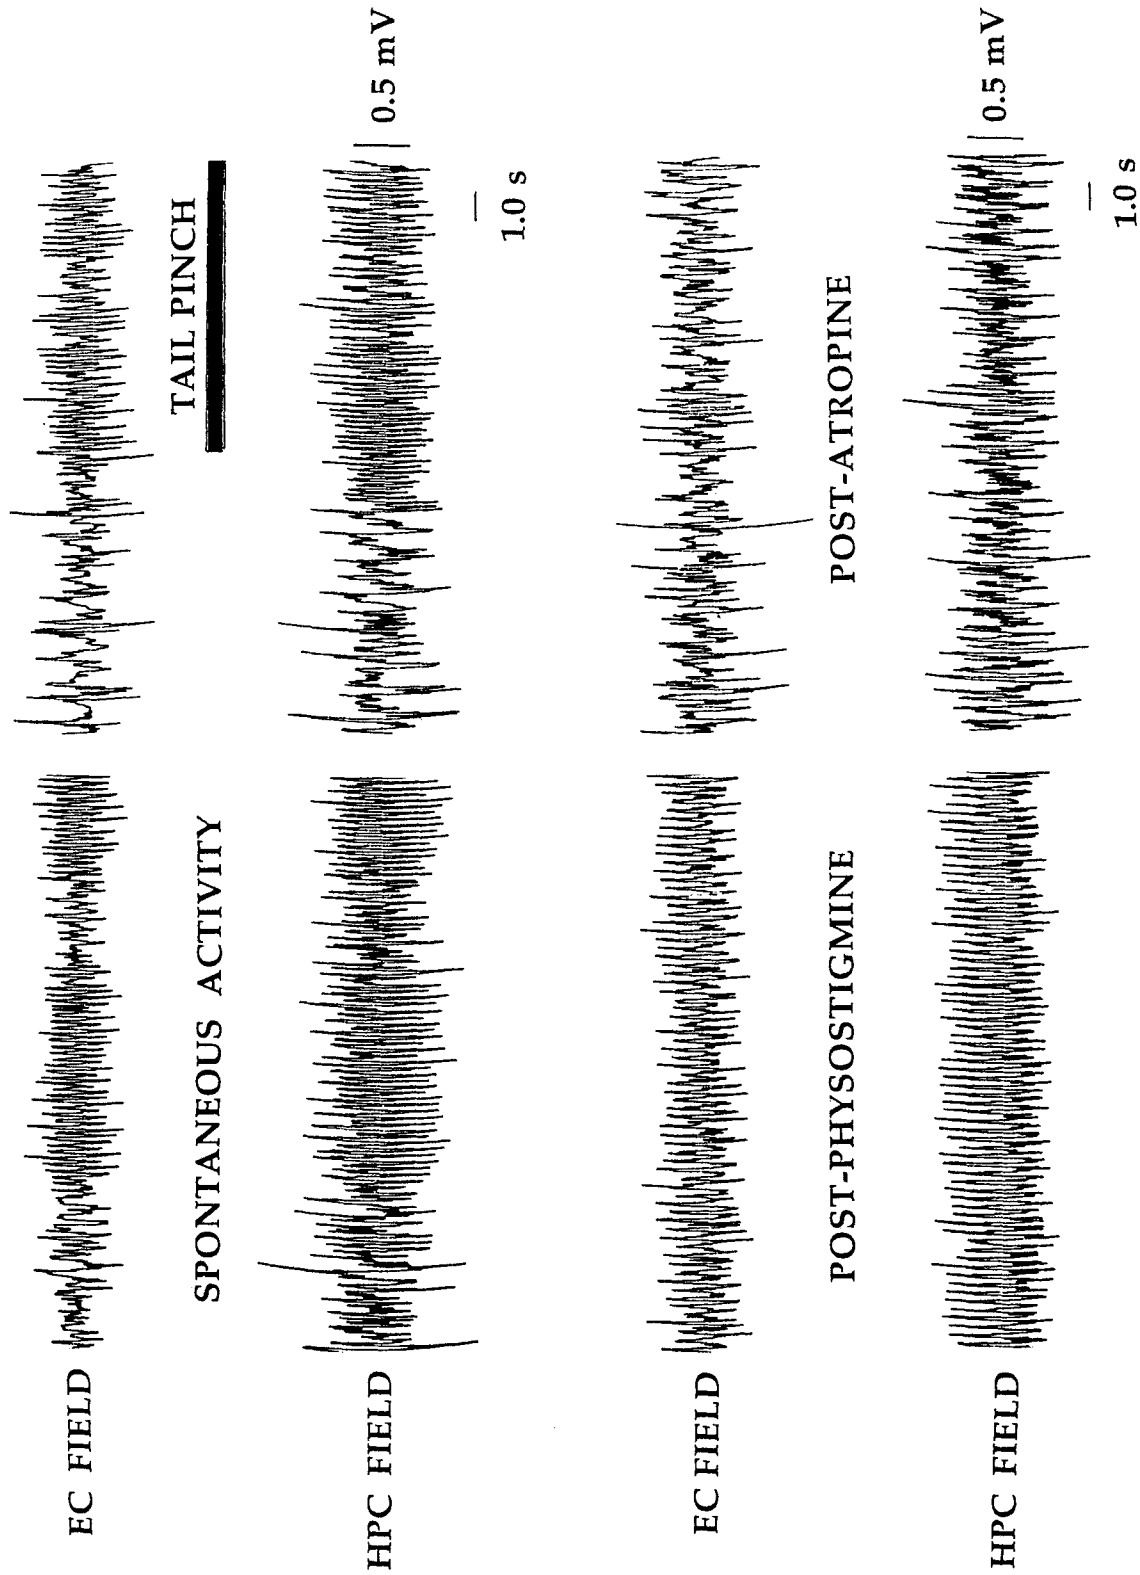 EC FIELD
SPONTANEOUS ACTIVITY
TAIL PINCH
HPC FIELD
0.5 mV
1.0 s
EC FIELD
POST-PHYSOSTIGMINE
POST-ATROPINE
HPC FIELD
0.5 mV
1.0 s